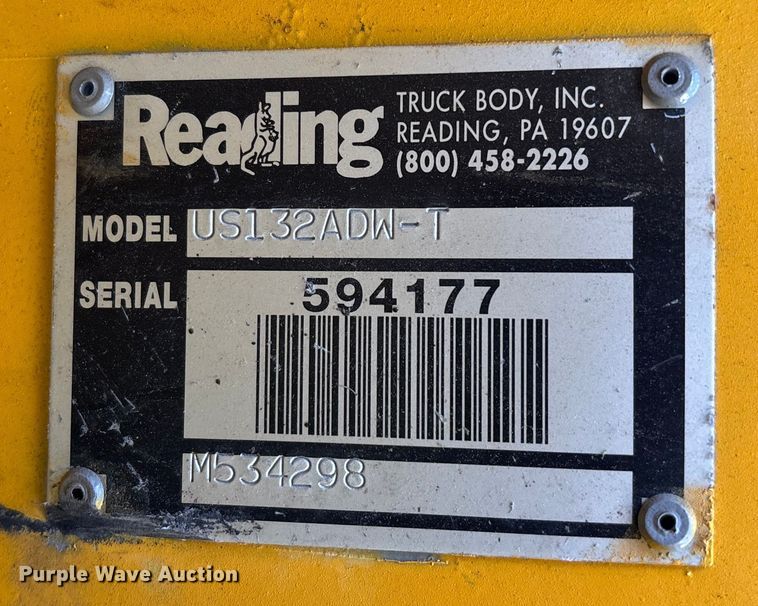 Reading
TRUCK BODY, INC.
READING, PA 19607
(800) 458-2226
MODEL US132ADW-T
SERIAL 594177
M534298
Purple Wave Auction